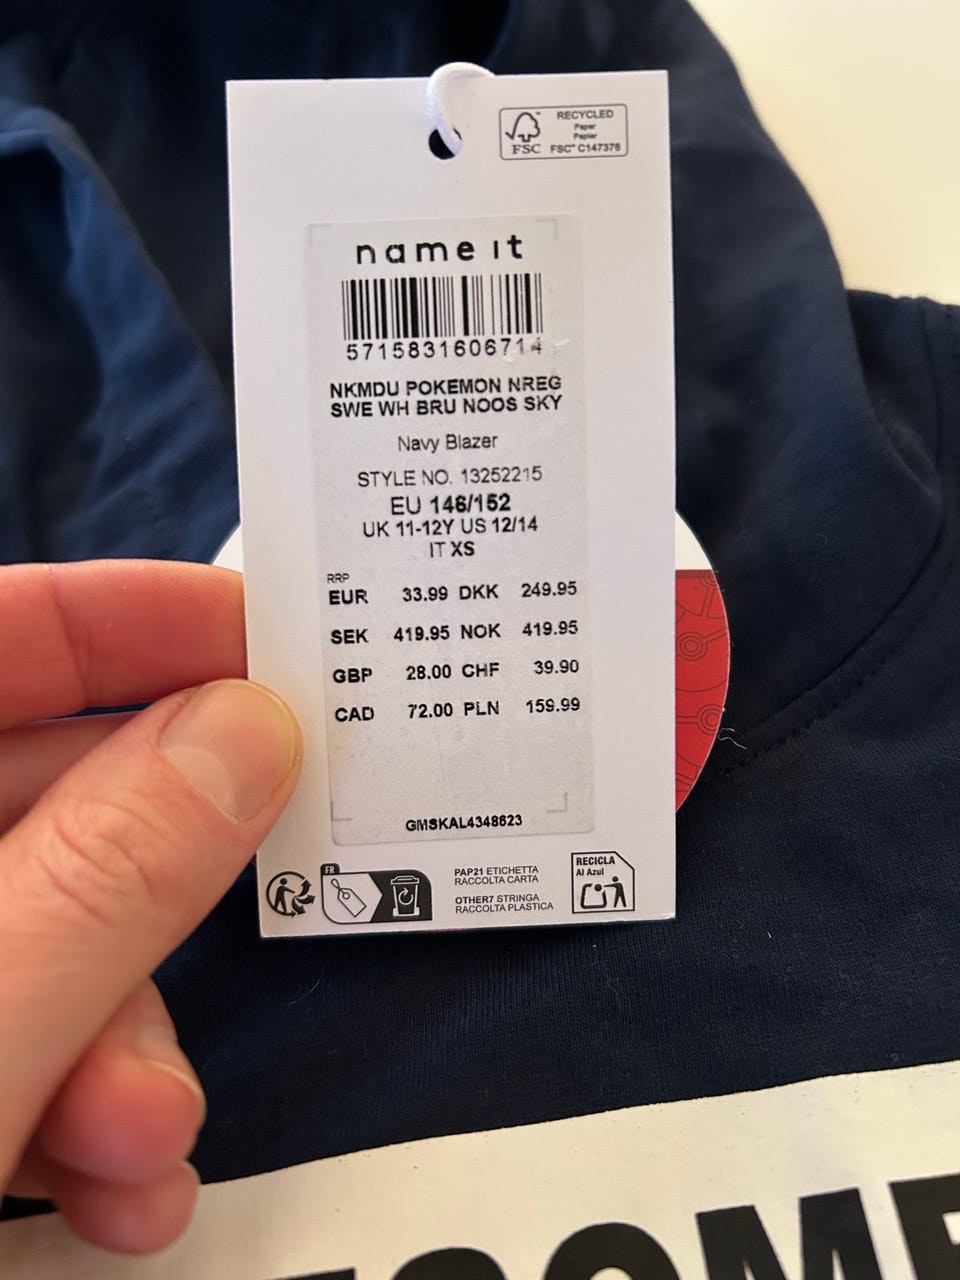 RECYCLED
Paper
Papier
FSC™ C147376
FSC
name it
5715831606714
NKMDU POKEMON NREG
SWE WH BRU NOOS SKY
Navy Blazer
STYLE NO. 13252215
EU 146/152
UK 11-12Y US 12/14
IT XS
RRP
EUR 33.99 DKK 249.95
SEK 419.95 NOK 419.95
GBP 28.00 CHF 39.90
CAD 72.00 PLN 159.99
GMSKAL4348623
FR
PAP21 ETICHETTA
RACCOLTA CARTA
OTHER7 STRINGA
RACCOLTA PLASTICA
RECICLA
Al Azul